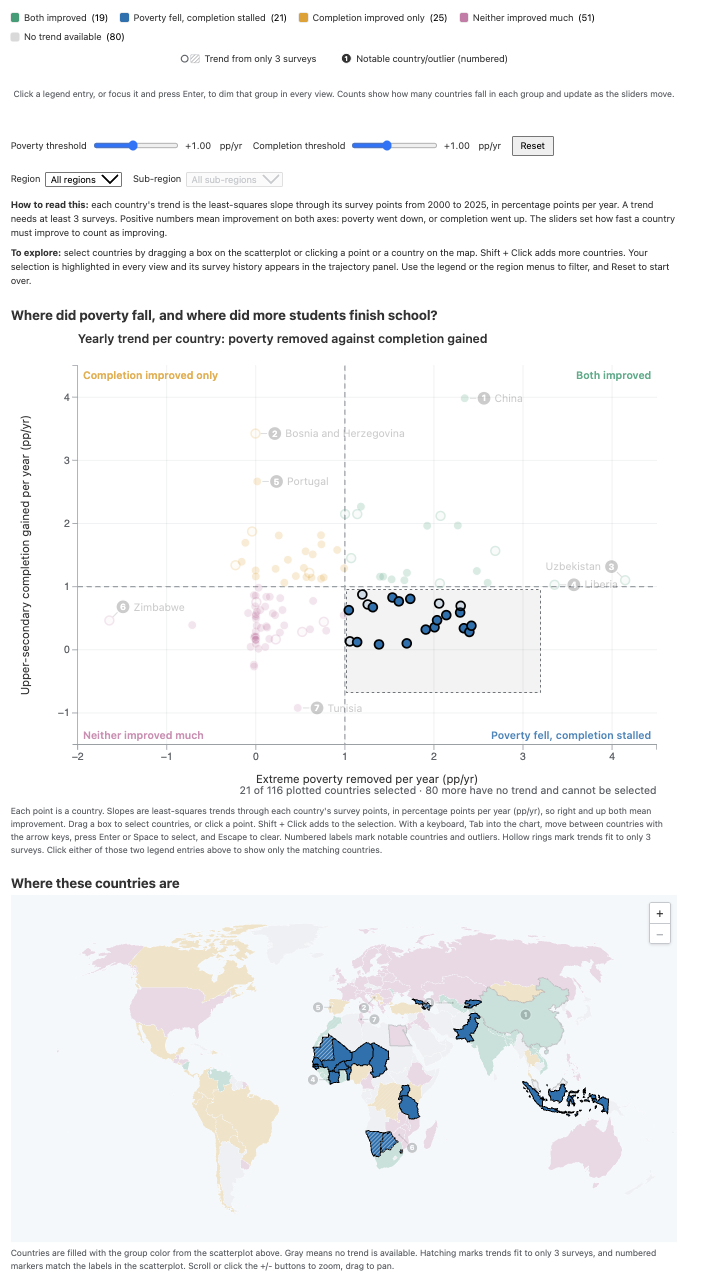 Both improved (19) Poverty fell, completion stalled (21) Completion improved only (25) Neither improved much (51)
No trend available (80)
Trend from only 3 surveys 1 Notable country/outlier (numbered)
Click a legend entry, or focus it and press Enter, to dim that group in every view. Counts show how many countries fall in each group and update as the sliders move.
Poverty threshold +1.00 pp/yr Completion threshold +1.00 pp/yr Reset
Region All regions Sub-region All sub-regions
How to read this: each country's trend is the least-squares slope through its survey points from 2000 to 2025, in percentage points per year. A trend
needs at least 3 surveys. Positive numbers mean improvement on both axes: poverty went down, or completion went up. The sliders set how fast a country
must improve to count as improving.
To explore: select countries by dragging a box on the scatterplot or clicking a point or a country on the map. Shift + Click adds more countries. Your
selection is highlighted in every view and its survey history appears in the trajectory panel. Use the legend or the region menus to filter, and Reset to start
over.
Where did poverty fall, and where did more students finish school?
Yearly trend per country: poverty removed against completion gained
Completion improved only Both improved
4
1 China
2 Bosnia and Herzegovina
3
5 Portugal
2
Uzbekistan 3
1
4 Liberia
6 Zimbabwe
0
−1
7 Tunisia
Neither improved much Poverty fell, completion stalled
−2 −1 0 1 2 3 4
Upper-secondary completion gained per year (pp/yr)
Extreme poverty removed per year (pp/yr)
21 of 116 plotted countries selected · 80 more have no trend and cannot be selected
Each point is a country. Slopes are least-squares trends through each country's survey points, in percentage points per year (pp/yr), so right and up both mean
improvement. Drag a box to select countries, or click a point. Shift + Click adds to the selection. With a keyboard, Tab into the chart, move between countries with
the arrow keys, press Enter or Space to select, and Escape to clear. Numbered labels mark notable countries and outliers. Hollow rings mark trends fit to only 3
surveys. Click either of those two legend entries above to show only the matching countries.
Where these countries are
+
−
5 2 7 1
4
6
Countries are filled with the group color from the scatterplot above. Gray means no trend is available. Hatching marks trends fit to only 3 surveys, and numbered
markers match the labels in the scatterplot. Scroll or click the +/- buttons to zoom, drag to pan.